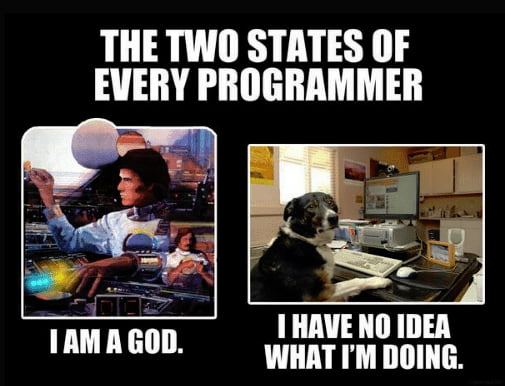 THE TWO STATES OF
EVERY PROGRAMMER
I AM A GOD.
I HAVE NO IDEA
WHAT I'M DOING.